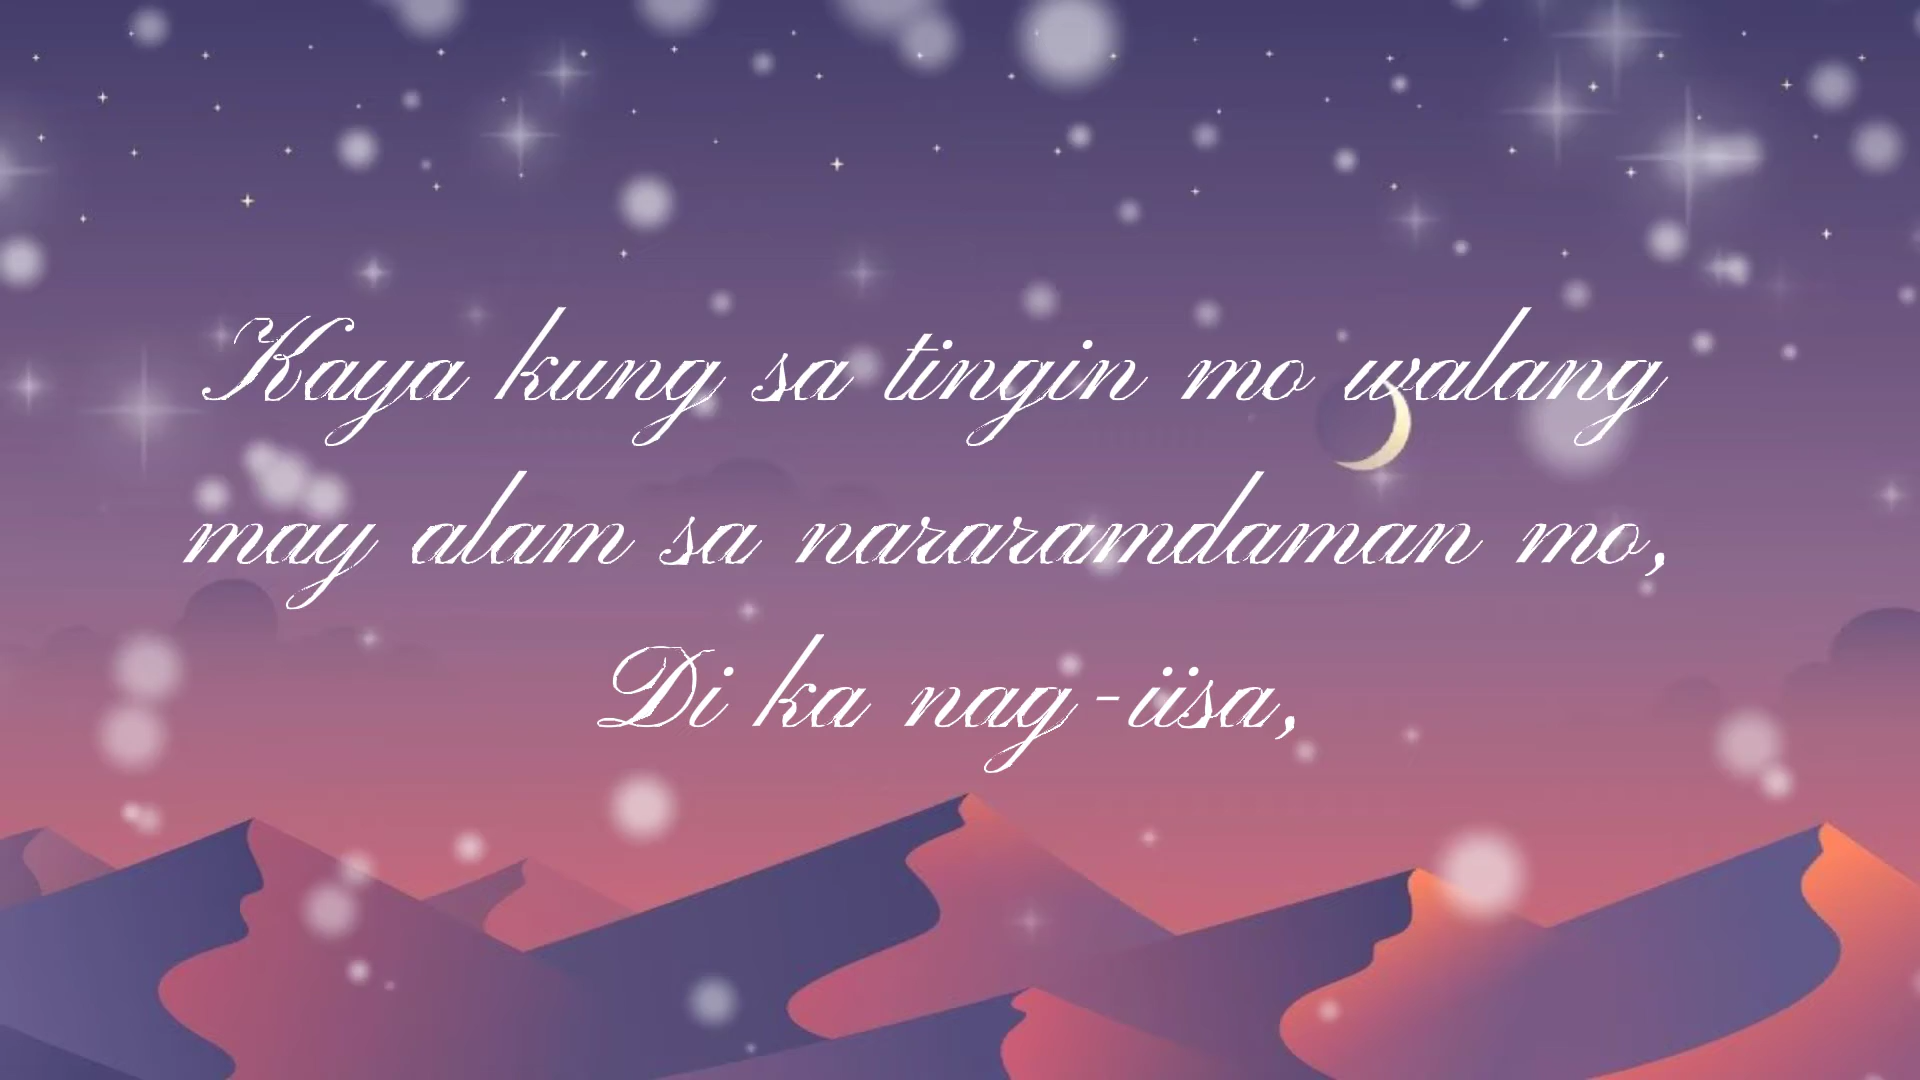 Kaya kung sa tingin mo walang
may alam sa nararamdaman mo,
Di ka nag-iisa,